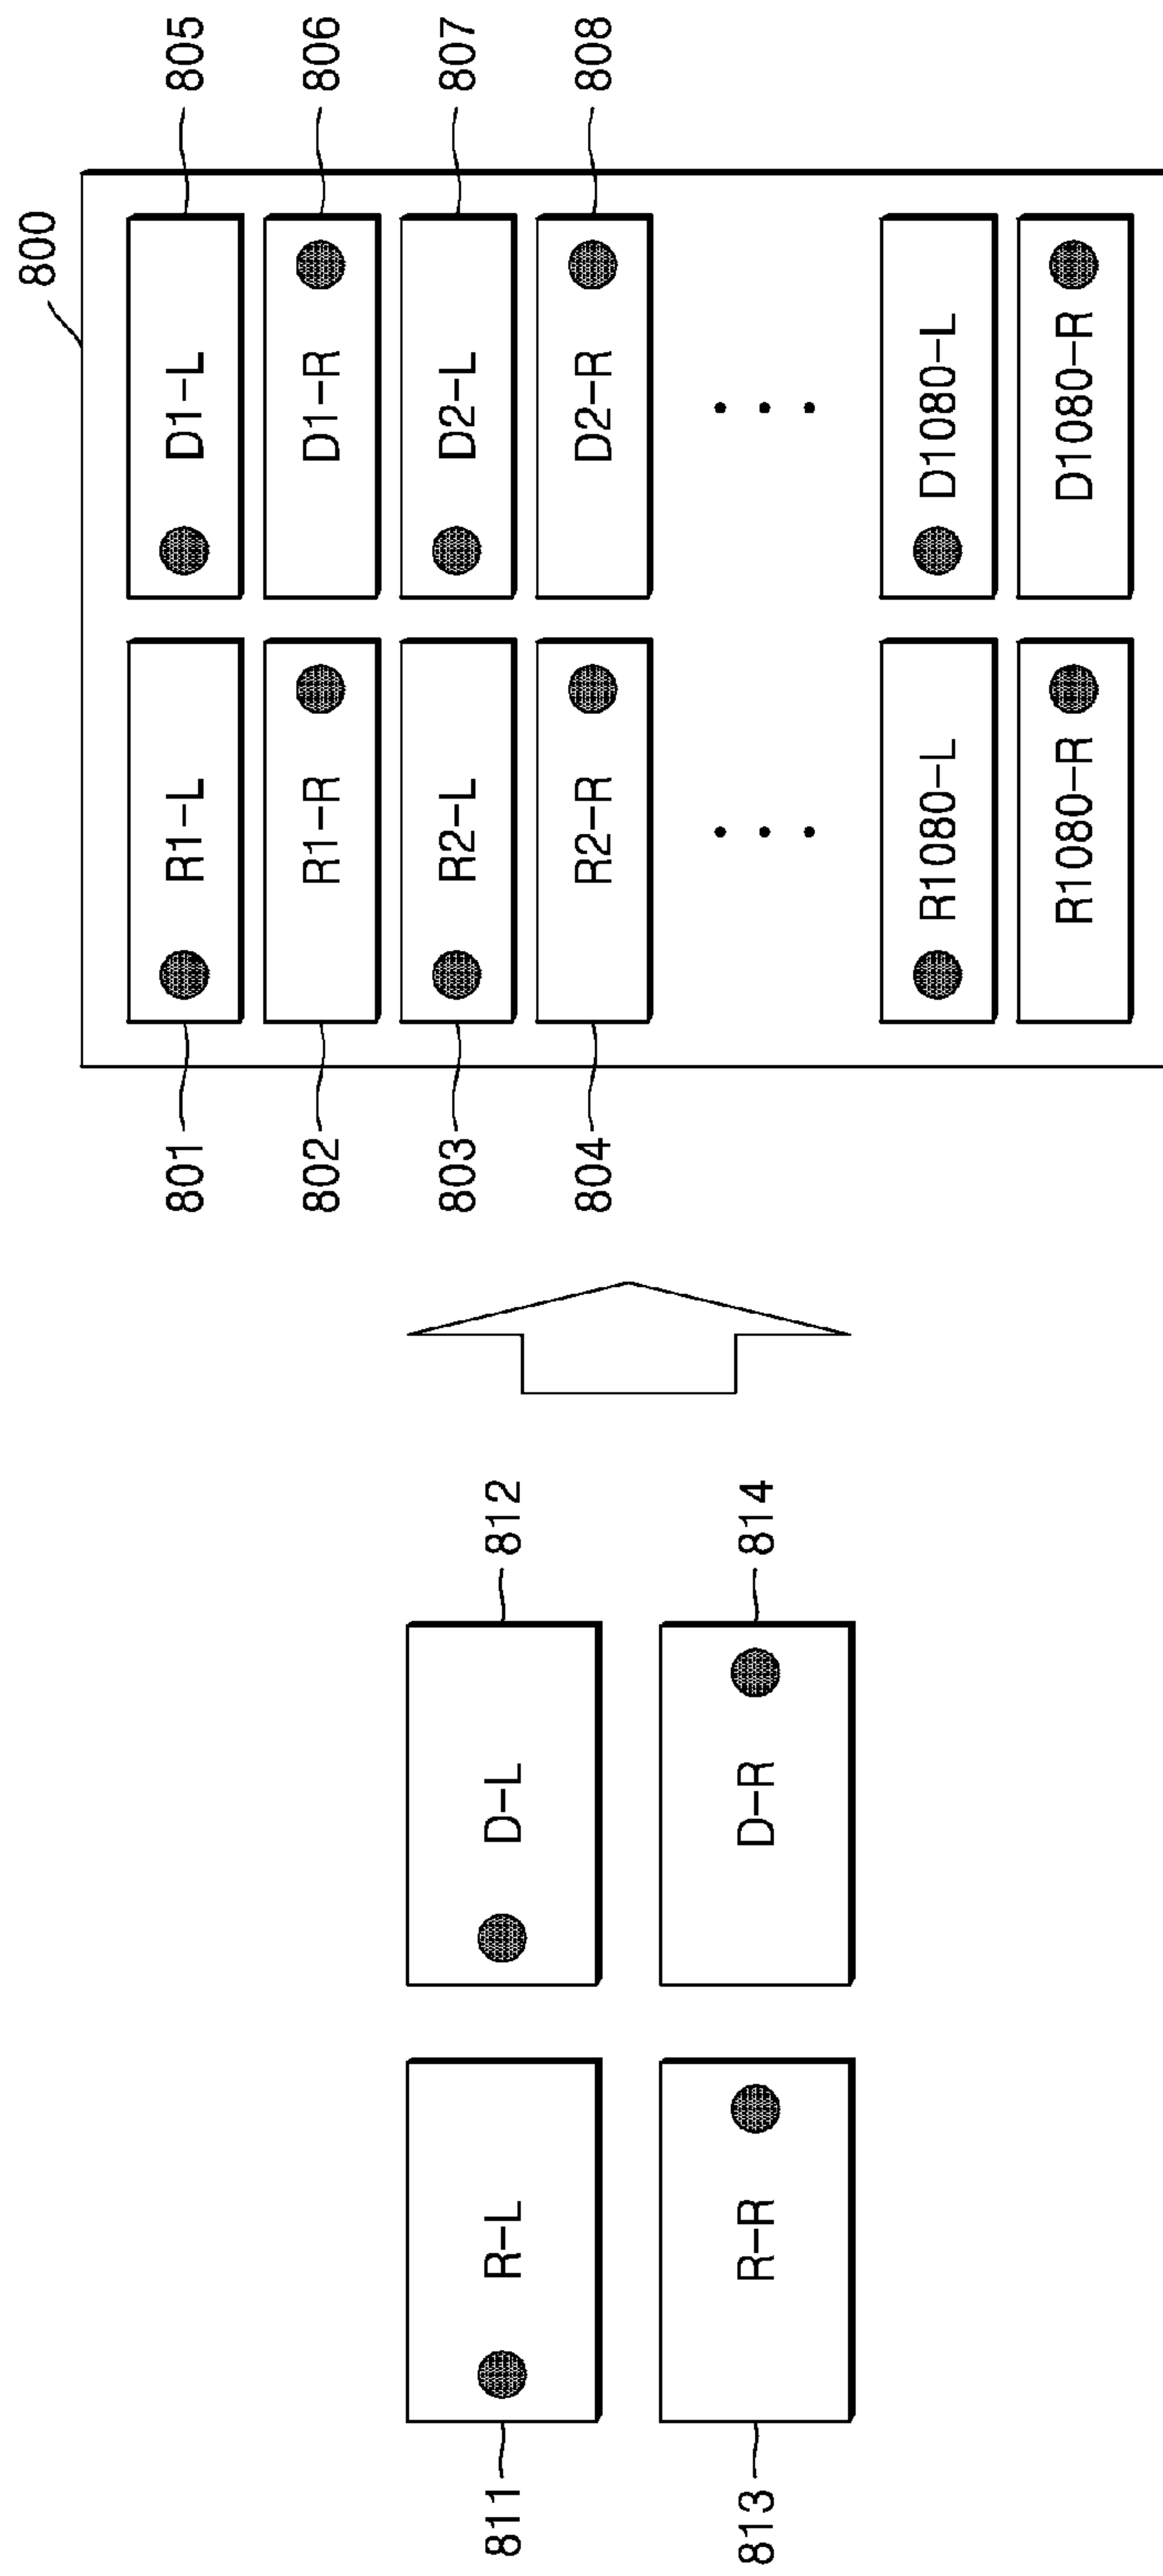 811 R-L D-L 812
813 R-R D-R 814
800
801 R1-L D1-L 805
802 R1-R D1-R 806
803 R2-L D2-L 807
804 R2-R D2-R 808
R1080-L D1080-L
R1080-R D1080-R